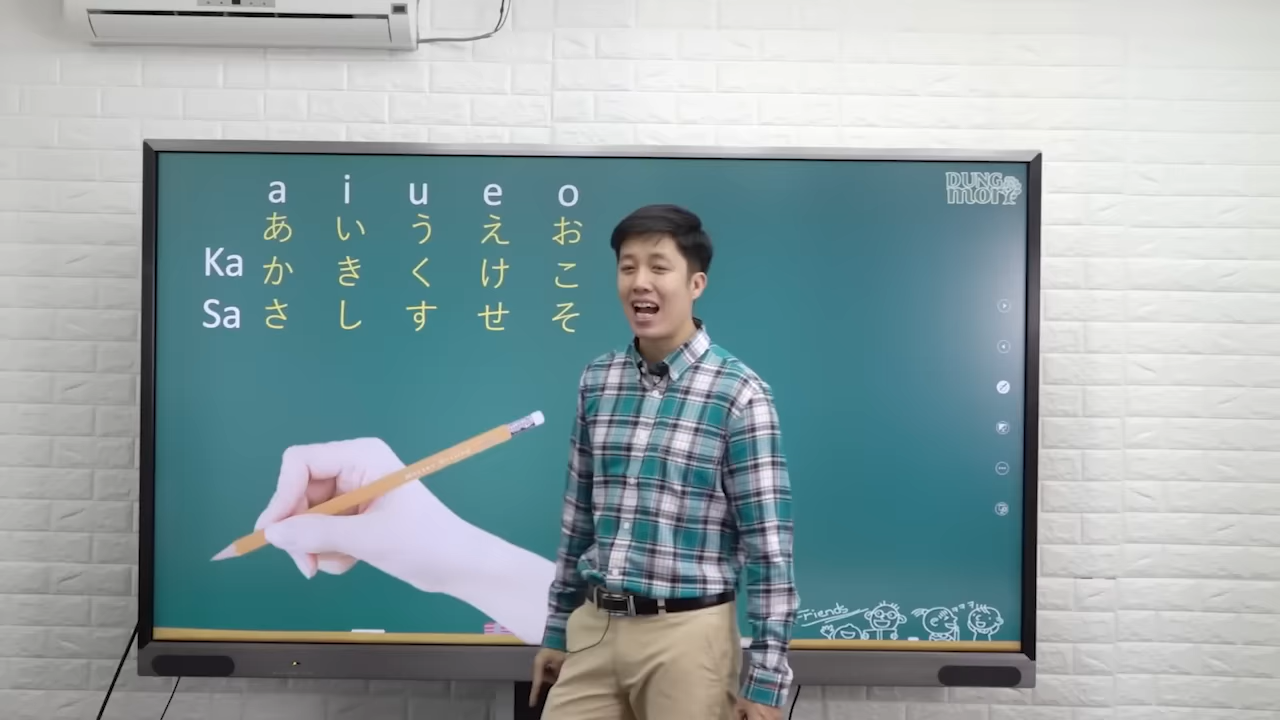 a i u e o
あ い う え お
Ka か き く け こ
Sa さ し す せ そ
DUNG
mori
Friends